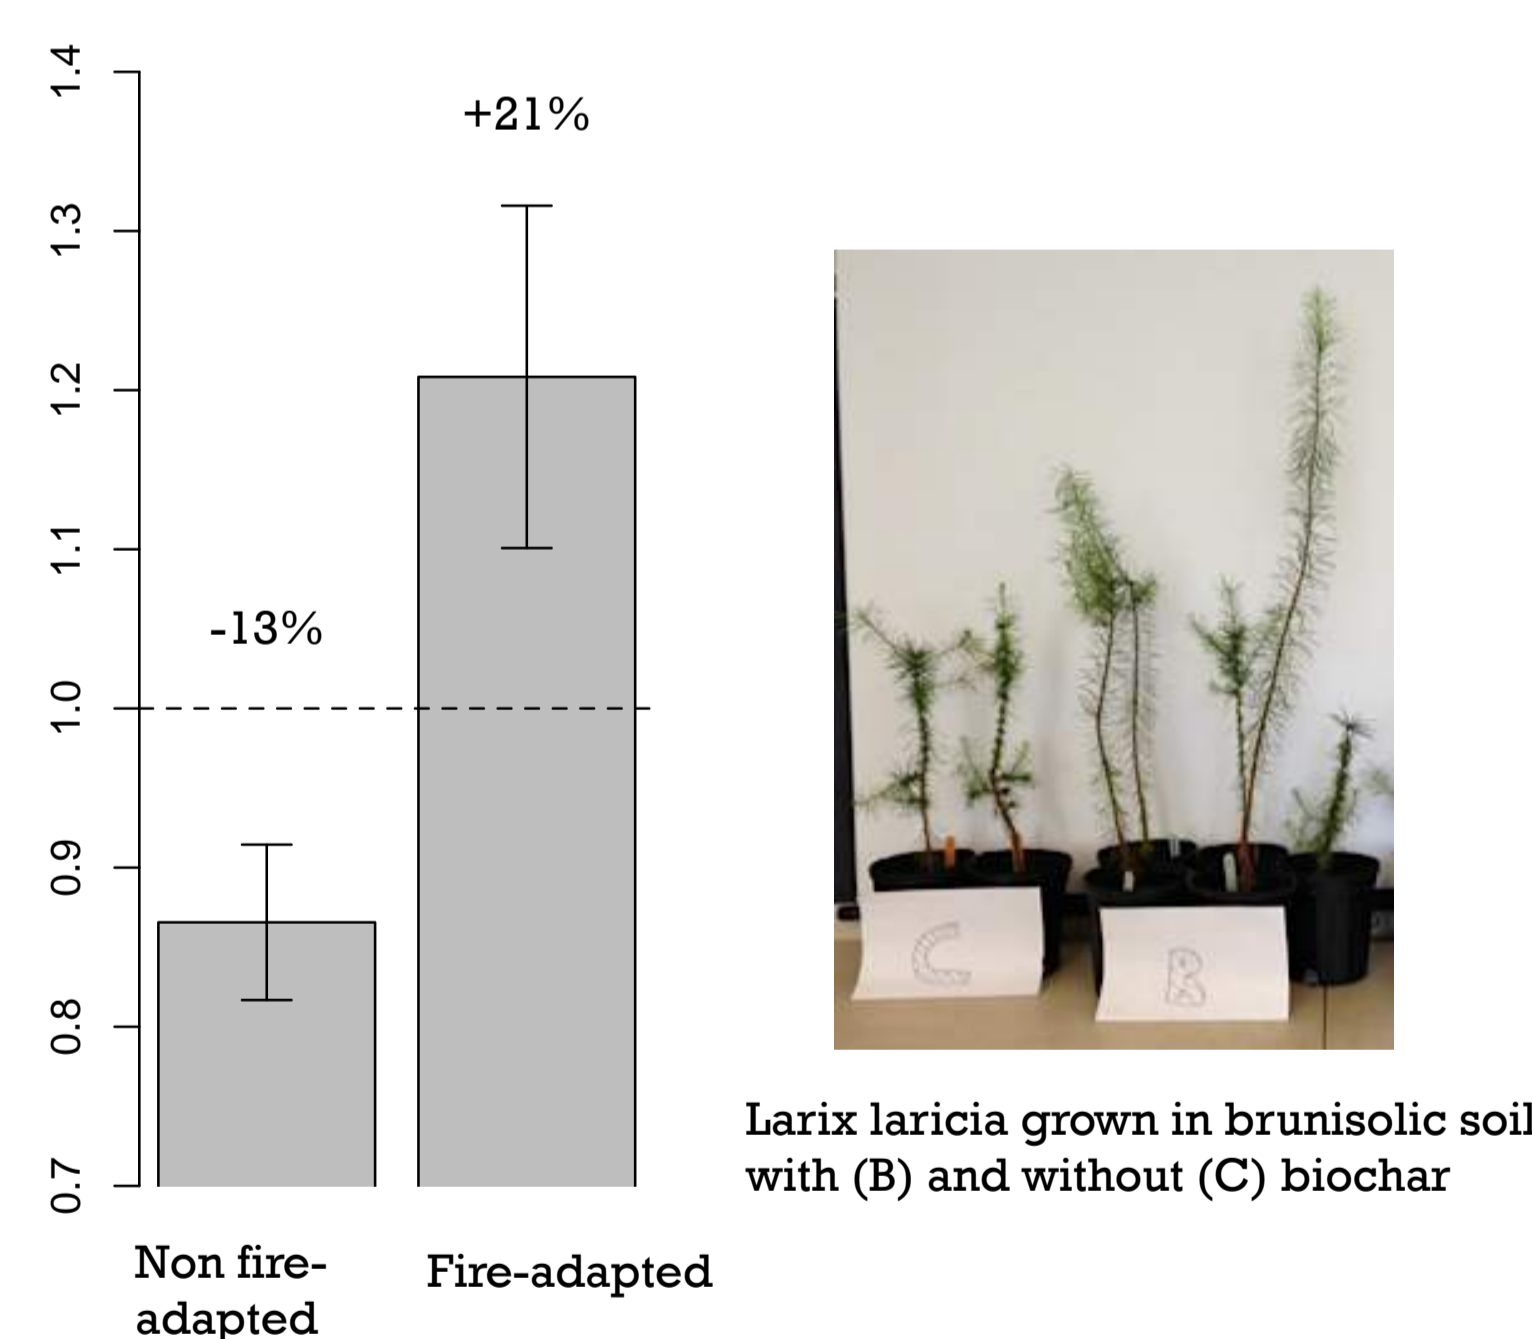 1.4
1.3
1.2
1.1
1.0
0.9
0.8
0.7
+21%
-13%
Non fire-
adapted
Fire-adapted
C
B
Larix laricia grown in brunisolic soil
with (B) and without (C) biochar